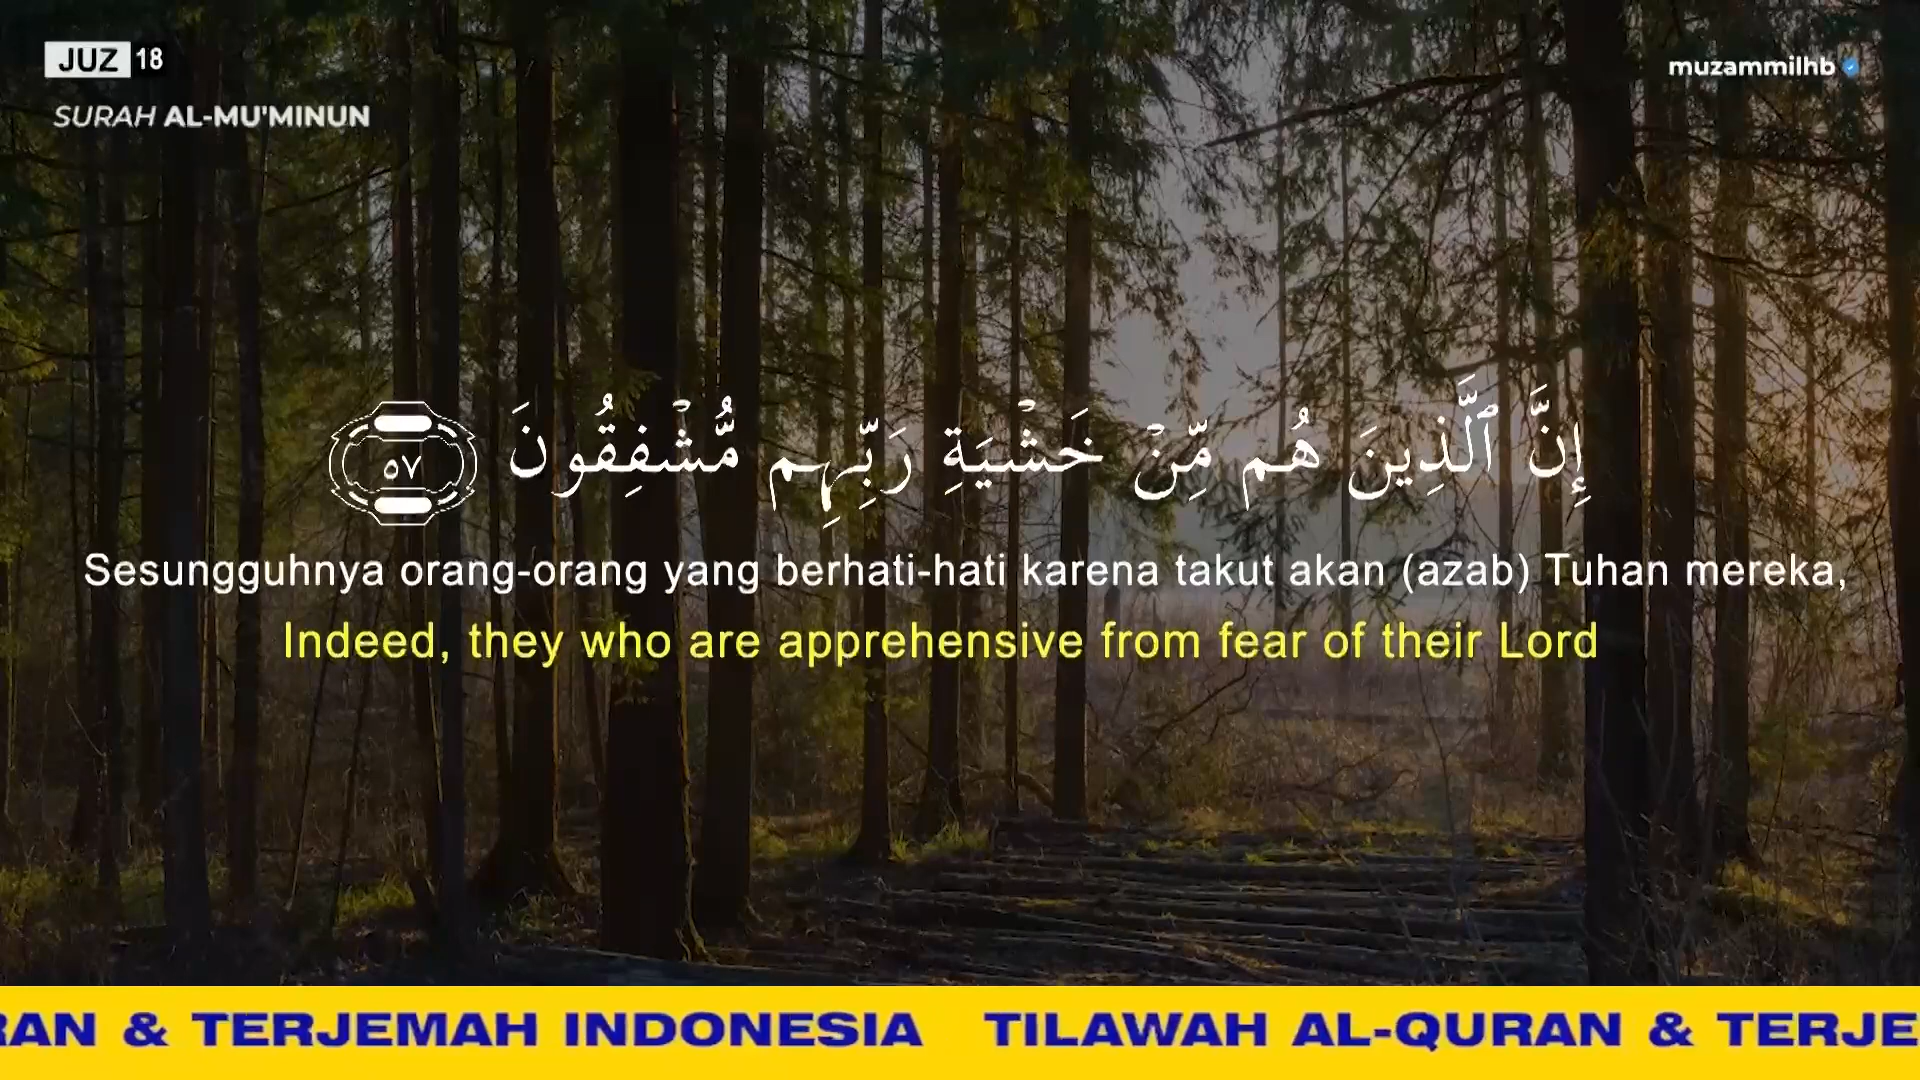 JUZ 18
muzammilhb
SURAH AL-MU'MINUN
إِنَّ ٱلَّذِينَ هُم مِّنْ خَشْيَةِ رَبِّهِم مُّشْفِقُونَ ٥٧
Sesungguhnya orang-orang yang berhati-hati karena takut akan (azab) Tuhan mereka,
Indeed, they who are apprehensive from fear of their Lord
RAN & TERJEMAH INDONESIA TILAWAH AL-QURAN & TERJE